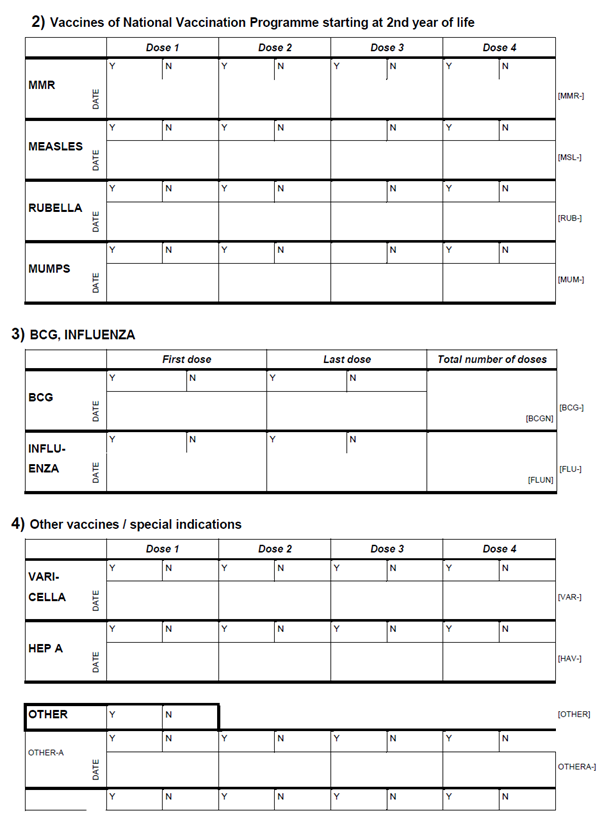 2) Vaccines of National Vaccination Programme starting at 2nd year of life
Dose 1 Dose 2 Dose 3 Dose 4
Y N Y N Y N Y N
MMR
DATE
[MMR-]
Y N Y N N Y N
MEASLES
DATE
[MSL-]
Y N Y N N Y N
RUBELLA
DATE
[RUB-]
Y N Y N N Y N
MUMPS
DATE
[MUM-]
3) BCG, INFLUENZA
First dose Last dose Total number of doses
Y N Y N
BCG
DATE
[BCGN]
[BCG-]
Y N Y N
INFLU-
ENZA
DATE
[FLUN]
[FLU-]
4) Other vaccines / special indications
Dose 1 Dose 2 Dose 3 Dose 4
Y N Y N Y N Y N
VARI-
CELLA
DATE
[VAR-]
Y N Y N Y N Y N
HEP A
DATE
[HAV-]
OTHER Y N [OTHER]
Y N Y N Y N Y N
OTHER-A
DATE
OTHERA-]
Y N Y N Y N Y N